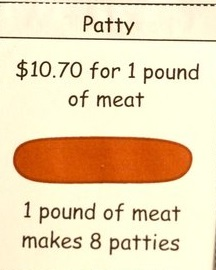 Patty
$10.70 for 1 pound
of meat
1 pound of meat
makes 8 patties